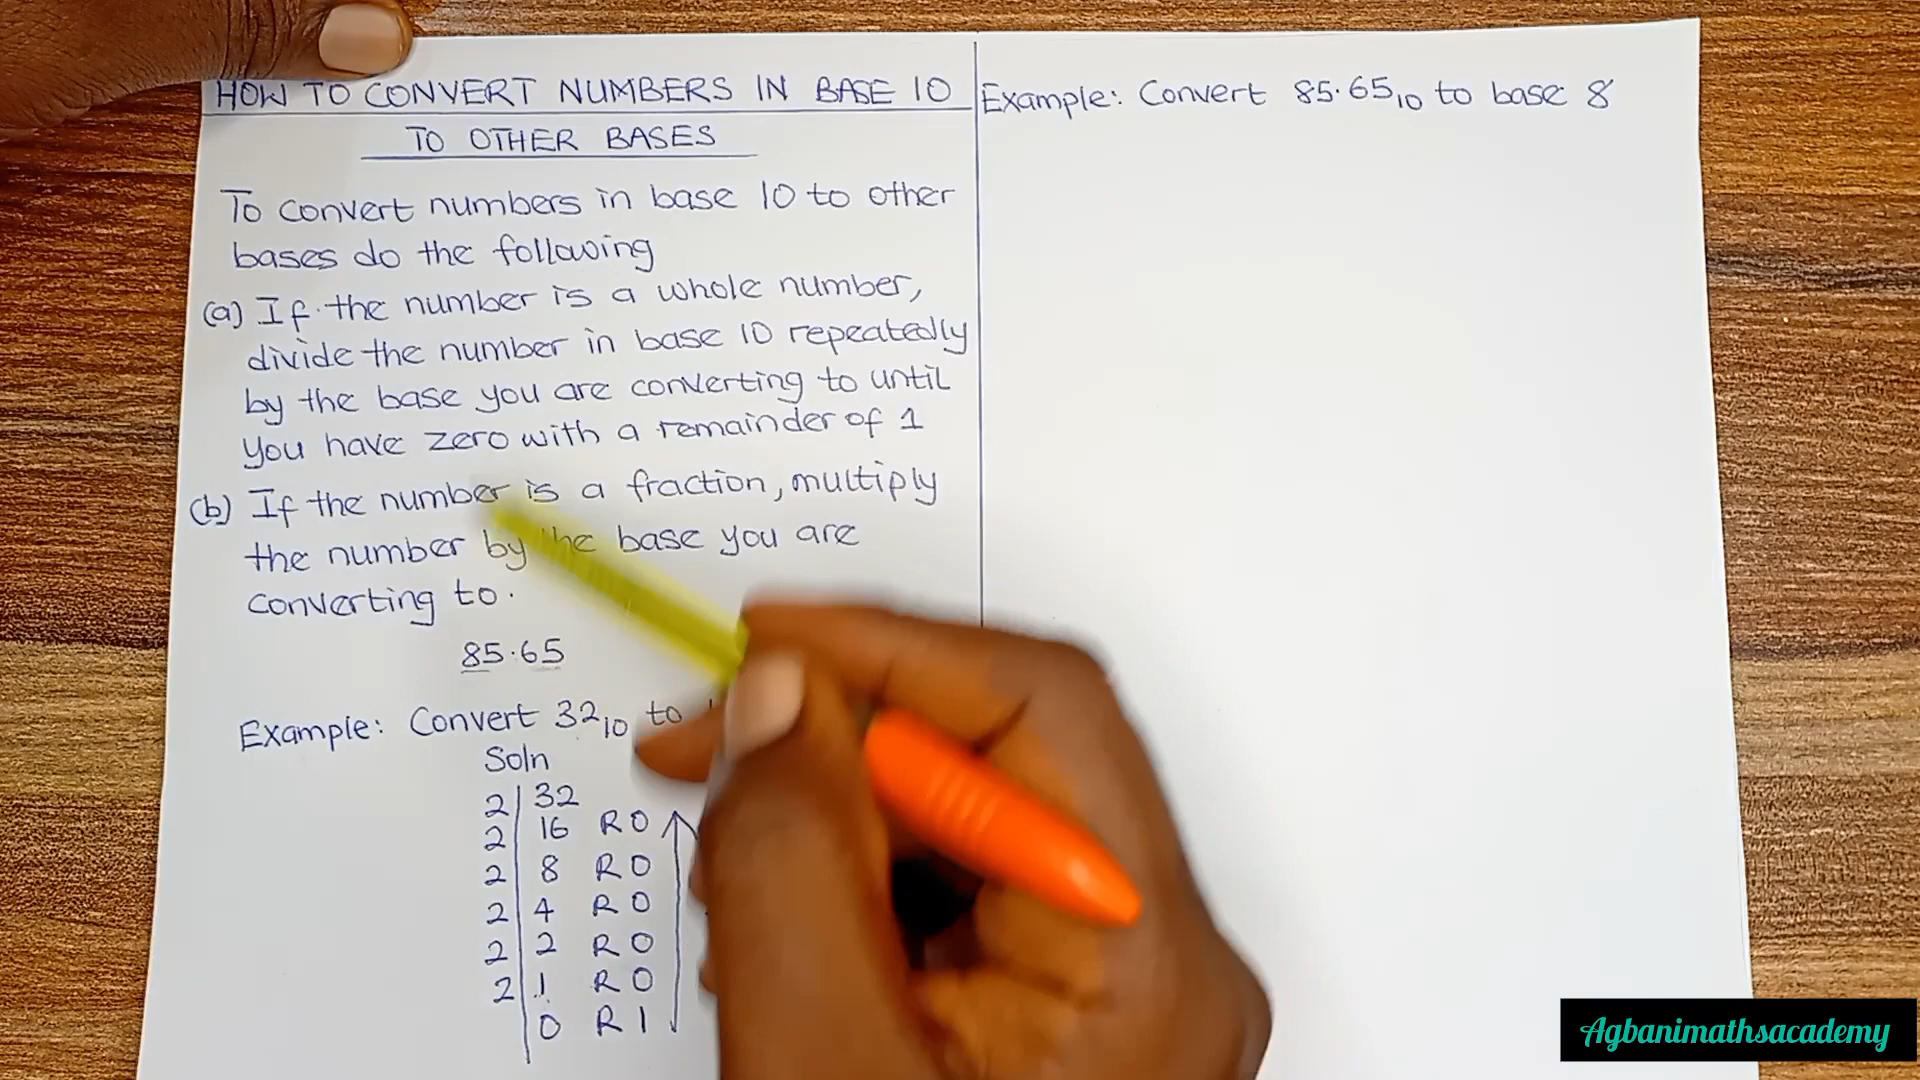 HOW TO CONVERT NUMBERS IN BASE 10
TO OTHER BASES
To convert numbers in base 10 to other
bases do the following
(a) If the number is a whole number,
divide the number in base 10 repeatedly
by the base you are converting to until
you have zero with a remainder of 1
(b) If the number is a fraction, multiply
the number by the base you are
converting to.
85.65
Example: Convert 32₁₀ to
Soln
2 | 32
2 | 16 R 0
2 | 8 R 0
2 | 4 R 0
2 | 2 R 0
2 | 1 R 0
0 R 1
Example: Convert 85.65₁₀ to base 8
Agbanimathsacademy